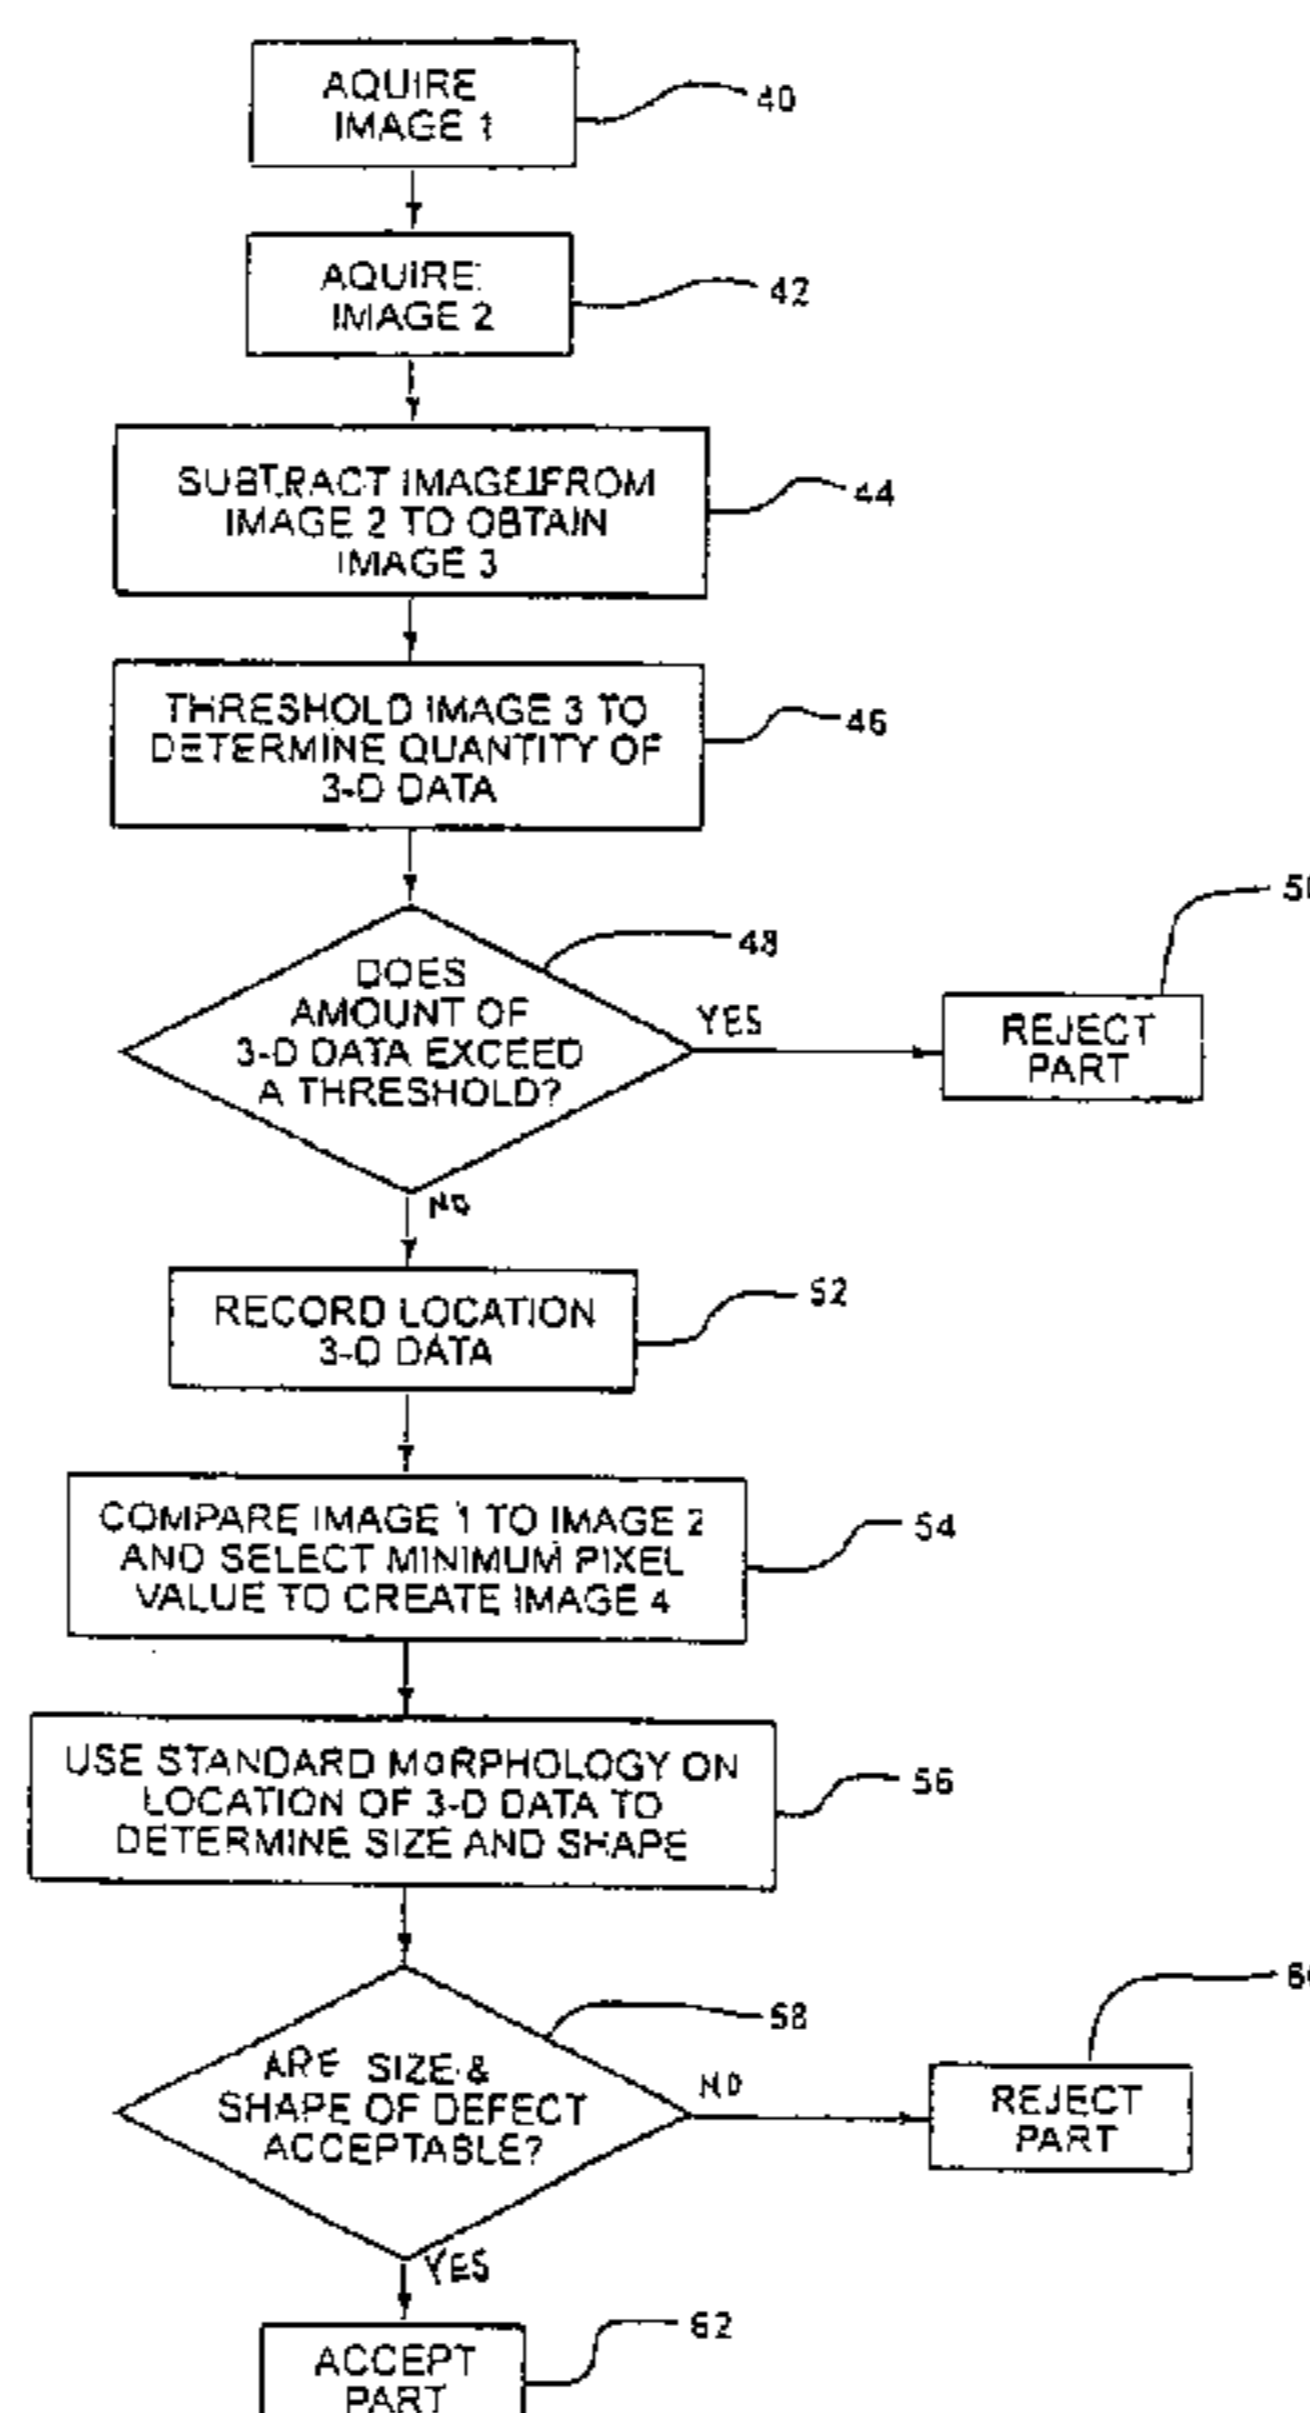 AQUIRE
IMAGE 1
40
AQUIRE
IMAGE 2
42
SUBTRACT IMAGE1FROM
IMAGE 2 TO OBTAIN
IMAGE 3
44
THRESHOLD IMAGE 3 TO
DETERMINE QUANTITY OF
3-D DATA
46
DOES
AMOUNT OF
3-D DATA EXCEED
A THRESHOLD?
48
YES
REJECT
PART
NO
RECORD LOCATION
3-D DATA
52
COMPARE IMAGE 1 TO IMAGE 2
AND SELECT MINIMUM PIXEL
VALUE TO CREATE IMAGE 4
54
USE STANDARD MORPHOLOGY ON
LOCATION OF 3-D DATA TO
DETERMINE SIZE AND SHAPE
56
ARE SIZE &
SHAPE OF DEFECT
ACCEPTABLE?
58
NO
REJECT
PART
YES
ACCEPT
PART
62